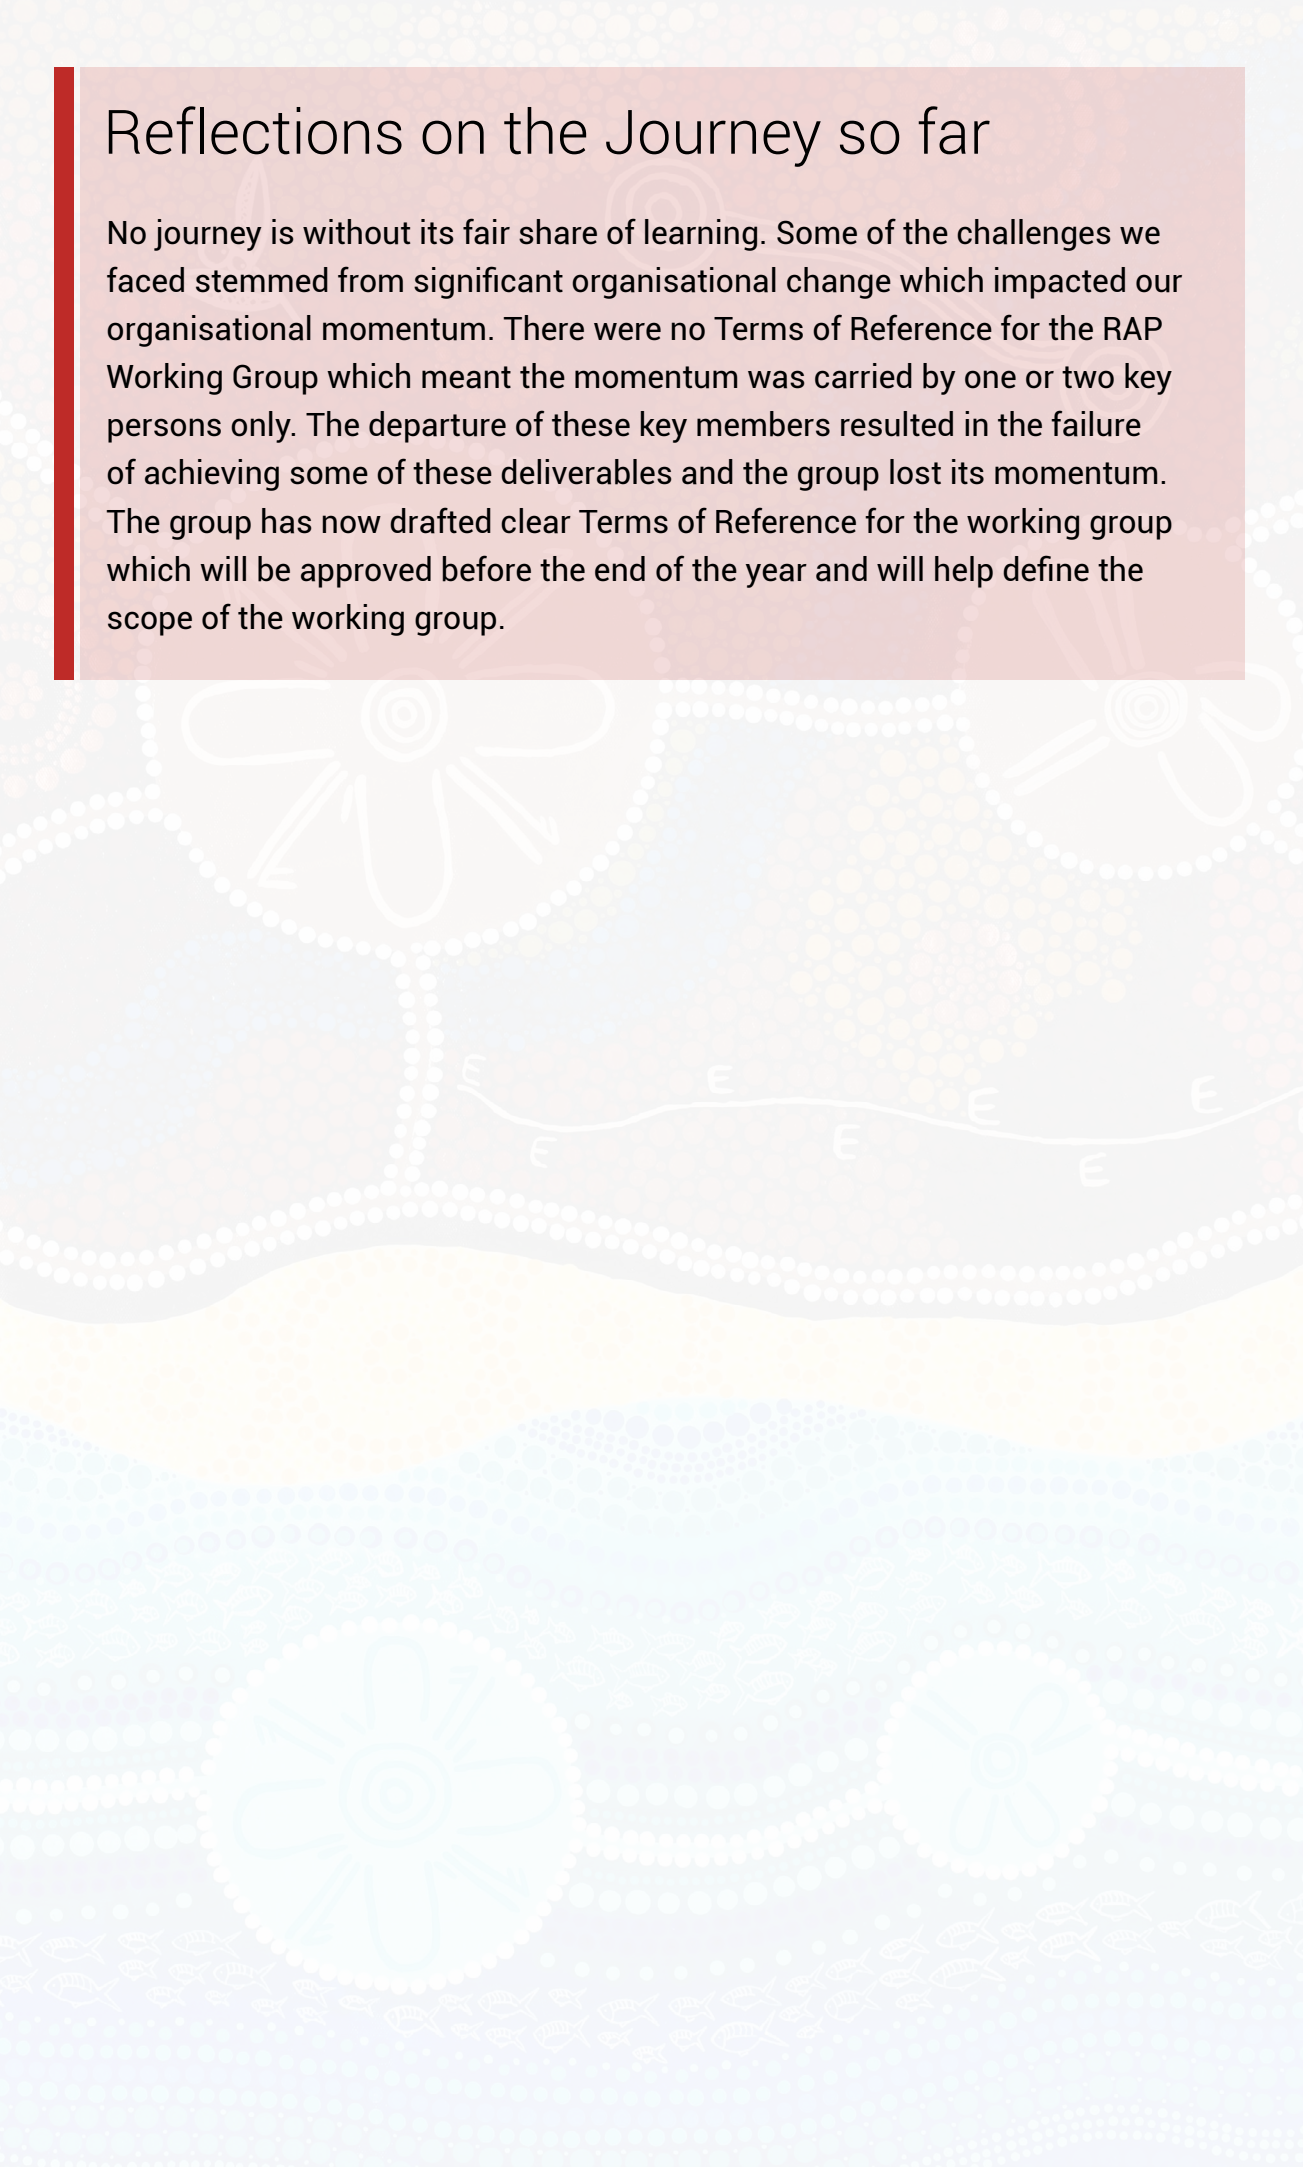 Reflections on the Journey so far
No journey is without its fair share of learning. Some of the challenges we
faced stemmed from significant organisational change which impacted our
organisational momentum. There were no Terms of Reference for the RAP
Working Group which meant the momentum was carried by one or two key
persons only. The departure of these key members resulted in the failure
of achieving some of these deliverables and the group lost its momentum.
The group has now drafted clear Terms of Reference for the working group
which will be approved before the end of the year and will help define the
scope of the working group.